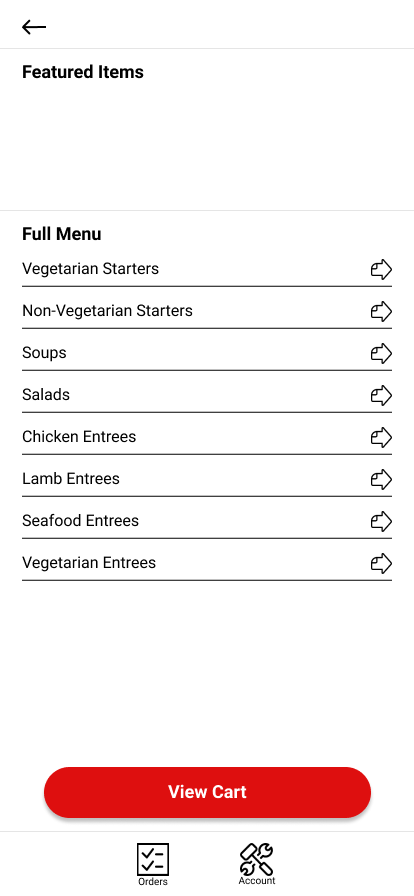 Featured Items
Full Menu
Vegetarian Starters
Non-Vegetarian Starters
Soups
Salads
Chicken Entrees
Lamb Entrees
Seafood Entrees
Vegetarian Entrees
View Cart
Orders
Account